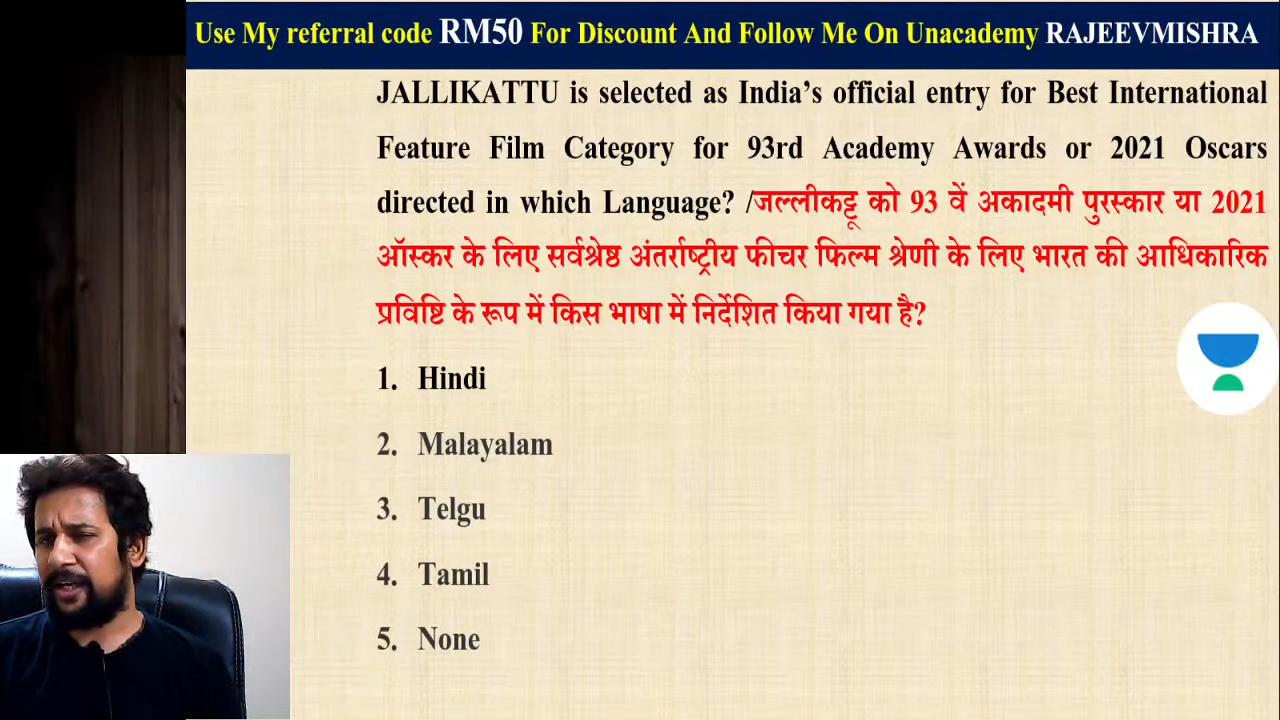 Use My referral code RM50 For Discount And Follow Me On Unacademy RAJEEVMISHRA
JALLIKATTU is selected as India's official entry for Best International
Feature Film Category for 93rd Academy Awards or 2021 Oscars
directed in which Language? /जल्लीकट्टू को 93 वें अकादमी पुरस्कार या 2021
ऑस्कर के लिए सर्वश्रेष्ठ अंतर्राष्ट्रीय फीचर फिल्म श्रेणी के लिए भारत की आधिकारिक
प्रविष्टि के रूप में किस भाषा में निर्देशित किया गया है?
1. Hindi
2. Malayalam
3. Telgu
4. Tamil
5. None